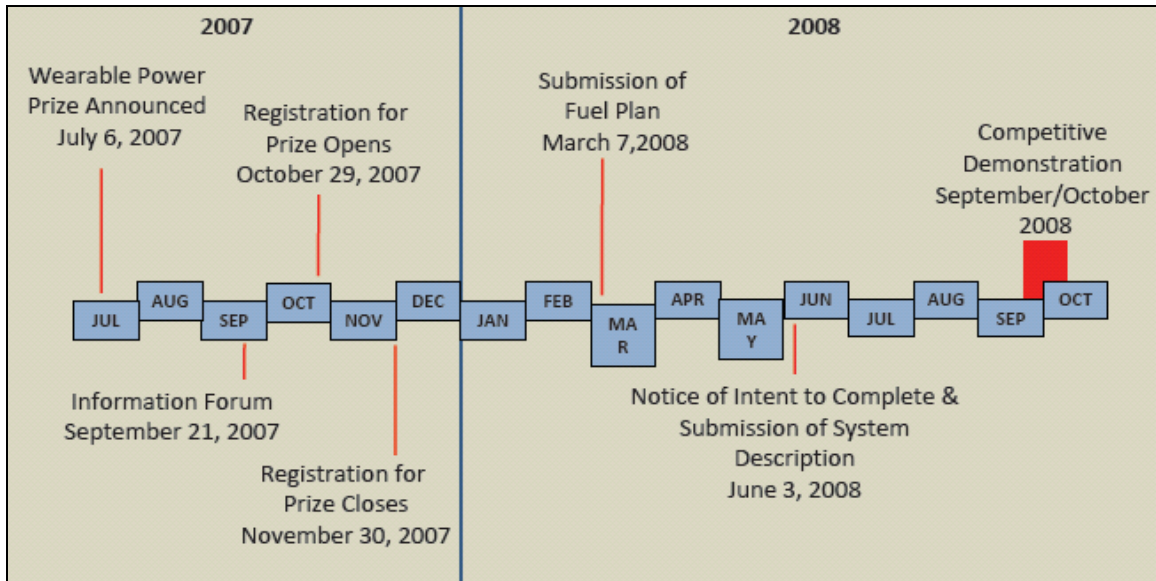 2007
2008
Wearable Power
Prize Announced
July 6, 2007
Registration for
Prize Opens
October 29, 2007
Submission of
Fuel Plan
March 7,2008
Competitive
Demonstration
September/October
2008
JUL
AUG
SEP
OCT
NOV
DEC
JAN
FEB
MA
R
APR
MA
Y
JUN
JUL
AUG
SEP
OCT
Information Forum
September 21, 2007
Registration for
Prize Closes
November 30, 2007
Notice of Intent to Complete &
Submission of System
Description
June 3, 2008